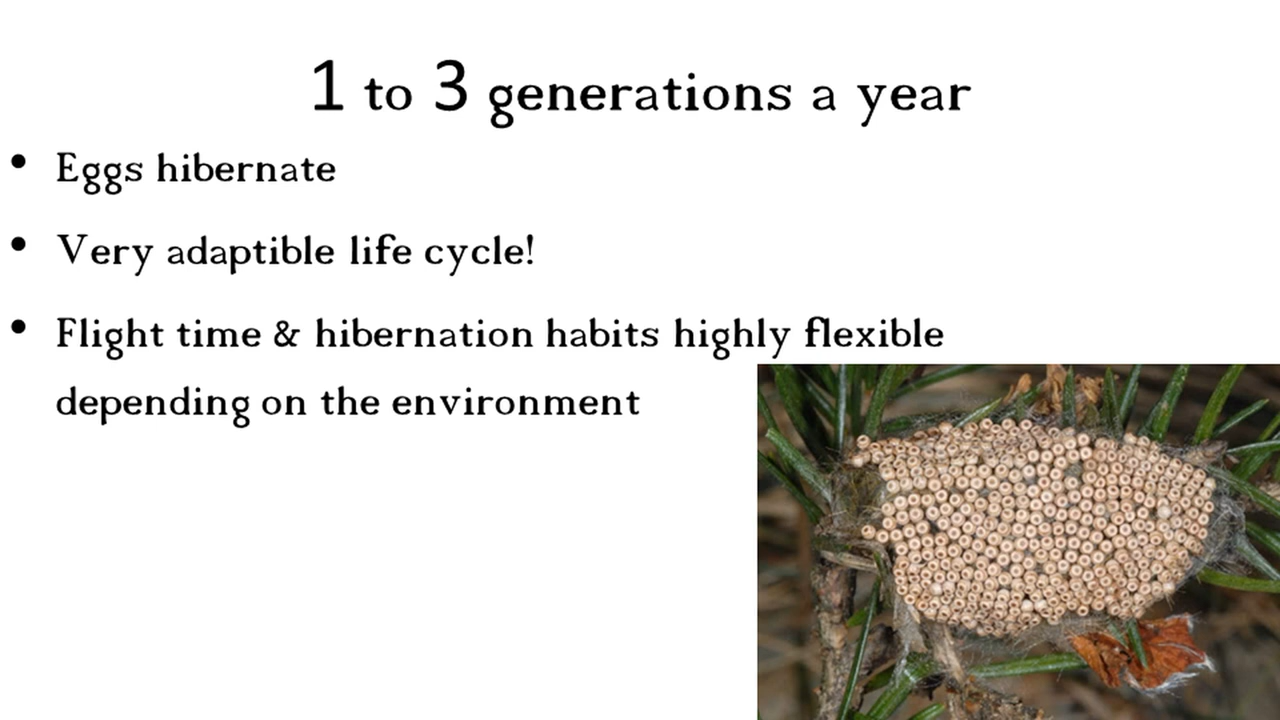 1 to 3 generations a year
• Eggs hibernate
• Very adaptible life cycle!
• Flight time & hibernation habits highly flexible
depending on the environment